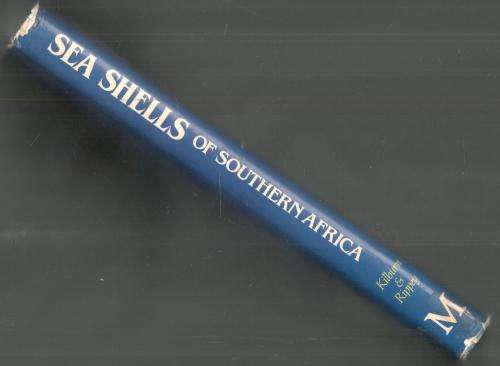 SEA SHELLS OF SOUTHERN AFRICA
Kilburn
&
Rippey
M